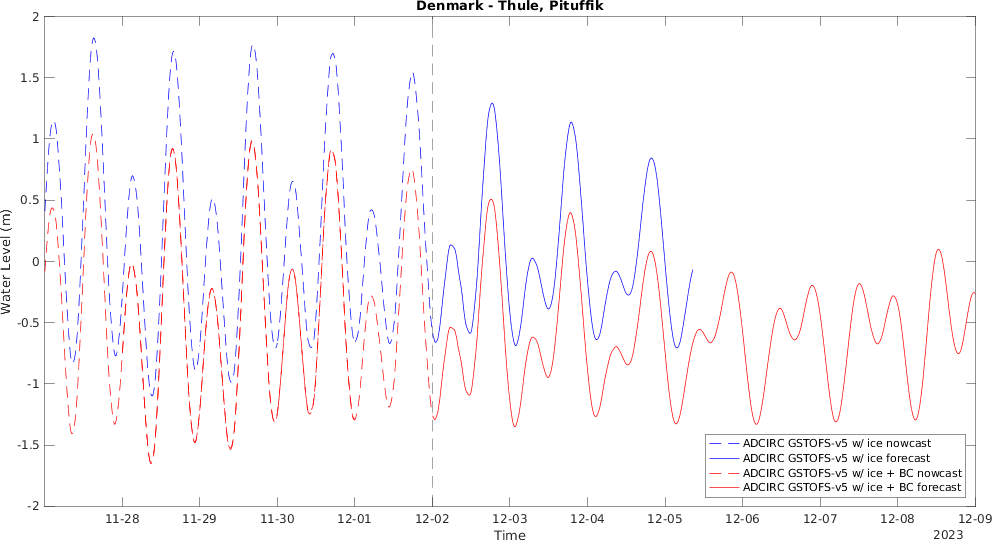 Denmark - Thule, Pituffik
2
1.5
1
0.5
0
-0.5
-1
-1.5
-2
Water Level (m)
11-28 11-29 11-30 12-01 12-02 12-03 12-04 12-05 12-06 12-07 12-08 12-09
Time
2023
ADCIRC GSTOFS-v5 w/ ice nowcast
ADCIRC GSTOFS-v5 w/ ice forecast
ADCIRC GSTOFS-v5 w/ ice + BC nowcast
ADCIRC GSTOFS-v5 w/ ice + BC forecast